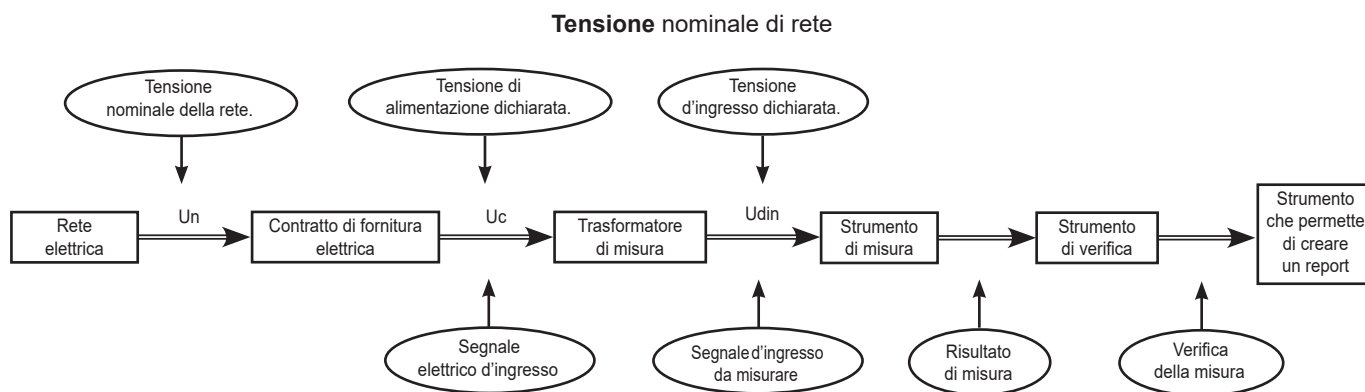 Tensione nominale di rete
Tensione
nominale della rete.
Tensione di
alimentazione dichiarata.
Tensione
d'ingresso dichiarata.
Un
Uc
Udin
Rete
elettrica
Contratto di fornitura
elettrica
Trasformatore
di misura
Strumento
di misura
Strumento
di verifica
Strumento
che permette
di creare
un report
Segnale
elettrico d'ingresso
Segnale d'ingresso
da misurare
Risultato
di misura
Verifica
della misura